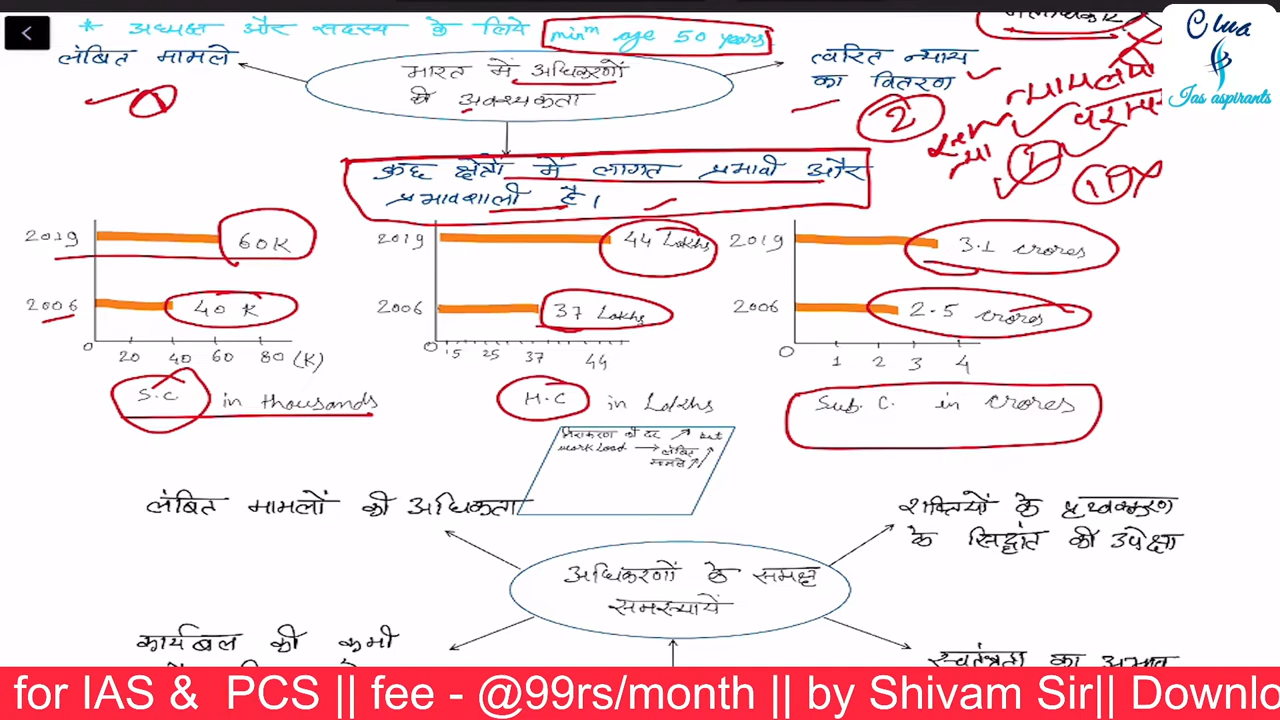 * अध्यक्ष और सदस्य के लिये minm age 50 years
लंबित मामले
भारत में अधिकरणों
की अवश्यकता
त्वरित न्याय
का वितरण
1
2
Clua
Ias aspirants
कुछ क्षेत्रों में लागत प्रभावी और
प्रभावशाली है।
2019 60K
2006 40 K
0 20 40 60 80 (K)
S.C in thousands
2019 44 Lakhs
2006 37 Lakhs
0 15 25 37 44
H.C in Lakhs
2019 3.1 crores
2006 2.5 crores
0 1 2 3 4
Sub. C. in crores
निराकरण की दर ↑ but
work load → लंबित
मामले ↑
लंबित मामलों की अधिकता
शक्तियों के पृथक्करण
के सिद्धांत की उपेक्षा
अधिकरणों के समक्ष
समस्यायें
कार्यबल की कमी
स्वतंत्रता का अभाव
for IAS & PCS || fee - @99rs/month || by Shivam Sir|| Downlo